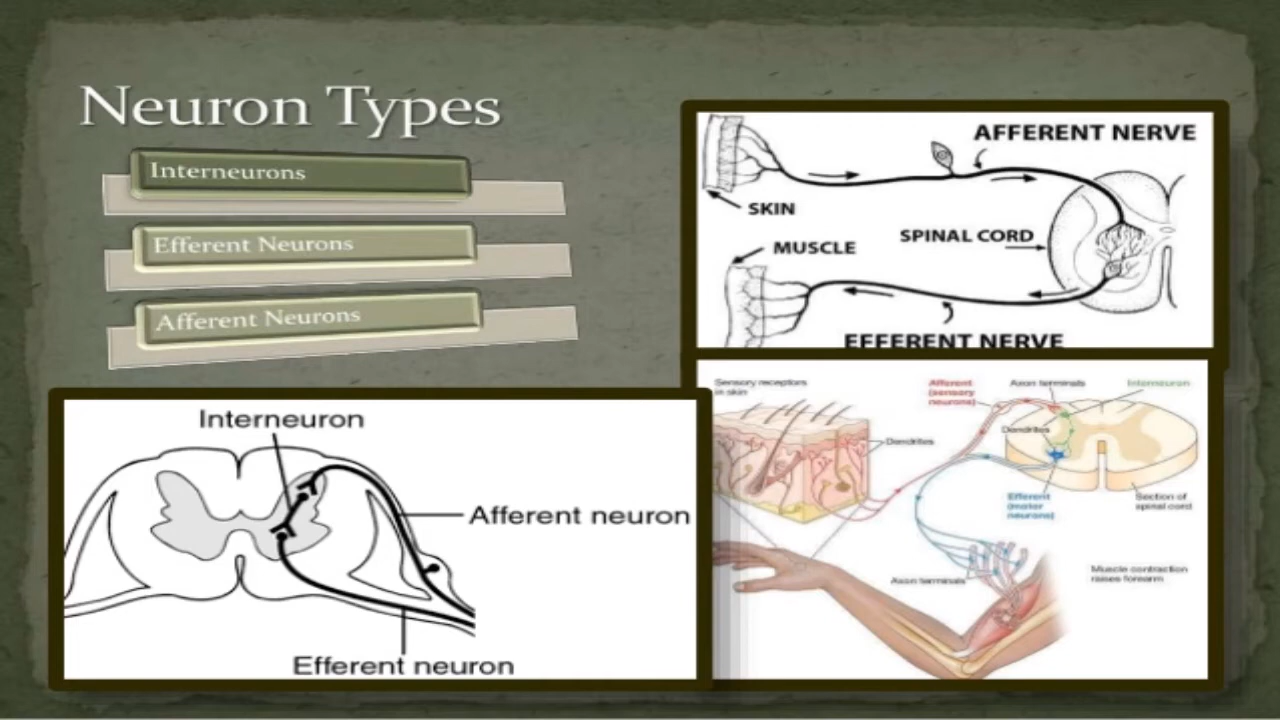 Neuron Types
Interneurons
Efferent Neurons
Afferent Neurons
AFFERENT NERVE
SKIN
SPINAL CORD
MUSCLE
EFFERENT NERVE
Interneuron
Afferent neuron
Efferent neuron
Sensory receptors
in skin
Afferent
(sensory
neurons)
Axon terminals
Interneuron
Dendrites
Dendrites
Efferent
(motor
neurons)
Section of
spinal cord
Axon terminals
Muscle contraction
raises forearm